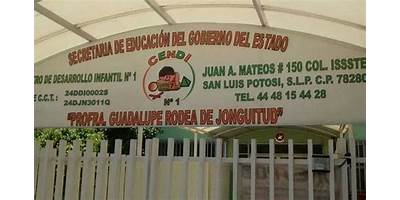 SECRETARIA DE EDUCACIÓN DEL GOBIERNO DEL ESTADO
CENDI
Nº 1
TRO DE DESARROLLO INFANTIL Nº 1
E C.C.T. 24DDI0002S
24DJN3011Q
JUAN A. MATEOS # 150 COL. ISSSTE
SAN LUIS POTOSI, S.L.P. C.P. 78280
TEL. 44 48 15 44 28
"PROFRA. GUADALUPE RODEA DE JONGUITUD"